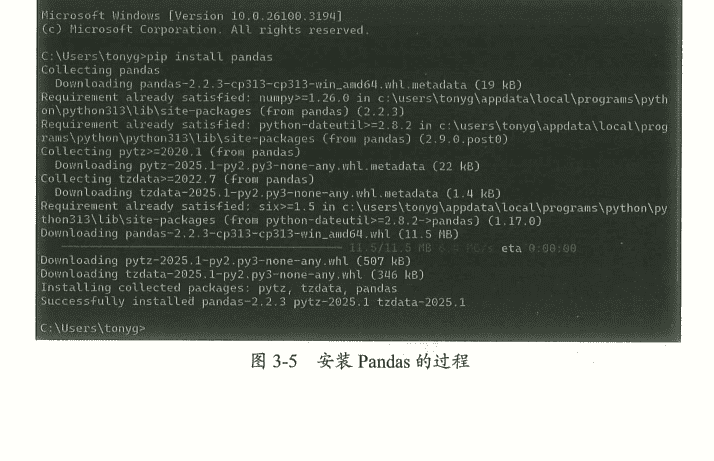 Microsoft Windows [Version 10.0.26100.3194]
(c) Microsoft Corporation. All rights reserved.
C:\Users\tonyg>pip install pandas
Collecting pandas
Downloading pandas-2.2.3-cp313-cp313-win_amd64.whl.metadata (19 kB)
Requirement already satisfied: numpy>=1.26.0 in c:\users\tonyg\appdata\local\programs\pyth
on\python313\lib\site-packages (from pandas) (2.2.3)
Requirement already satisfied: python-dateutil>=2.8.2 in c:\users\tonyg\appdata\local\prog
rams\python\python313\lib\site-packages (from pandas) (2.9.0.post0)
Collecting pytz>=2020.1 (from pandas)
Downloading pytz-2025.1-py2.py3-none-any.whl.metadata (22 kB)
Collecting tzdata>=2022.7 (from pandas)
Downloading tzdata-2025.1-py2.py3-none-any.whl.metadata (1.4 kB)
Requirement already satisfied: six>=1.5 in c:\users\tonyg\appdata\local\programs\python\py
thon313\lib\site-packages (from python-dateutil>=2.8.2->pandas) (1.17.0)
Downloading pandas-2.2.3-cp313-cp313-win_amd64.whl (11.5 MB)
11.5/11.5 MB MB/s eta 0:00:00
Downloading pytz-2025.1-py2.py3-none-any.whl (507 kB)
Downloading tzdata-2025.1-py2.py3-none-any.whl (346 kB)
Installing collected packages: pytz, tzdata, pandas
Successfully installed pandas-2.2.3 pytz-2025.1 tzdata-2025.1
C:\Users\tonyg>
图 3-5 安装 Pandas 的过程